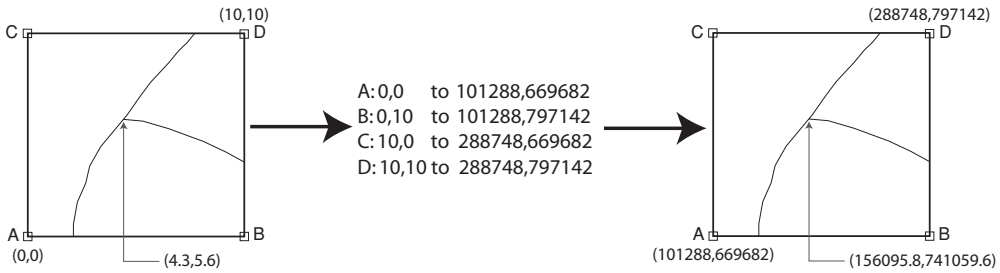 (10,10)
C
D
A
B
(0,0)
(4.3,5.6)
A: 0,0 to 101288,669682
B: 0,10 to 101288,797142
C: 10,0 to 288748,669682
D: 10,10 to 288748,797142
(288748,797142)
C
D
A
B
(101288,669682)
(156095.8,741059.6)